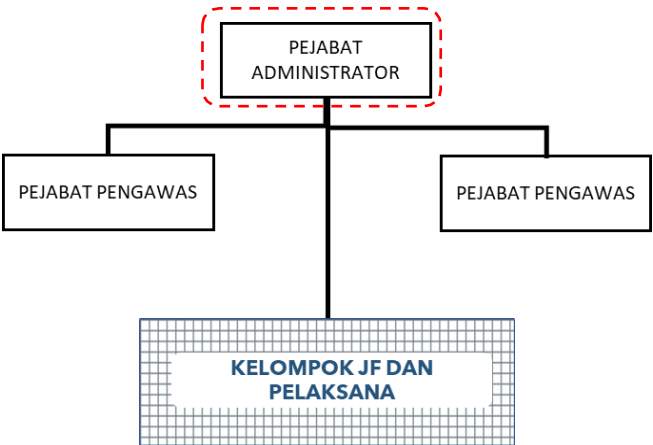 PEJABAT
ADMINISTRATOR
PEJABAT PENGAWAS
PEJABAT PENGAWAS
KELOMPOK JF DAN
PELAKSANA